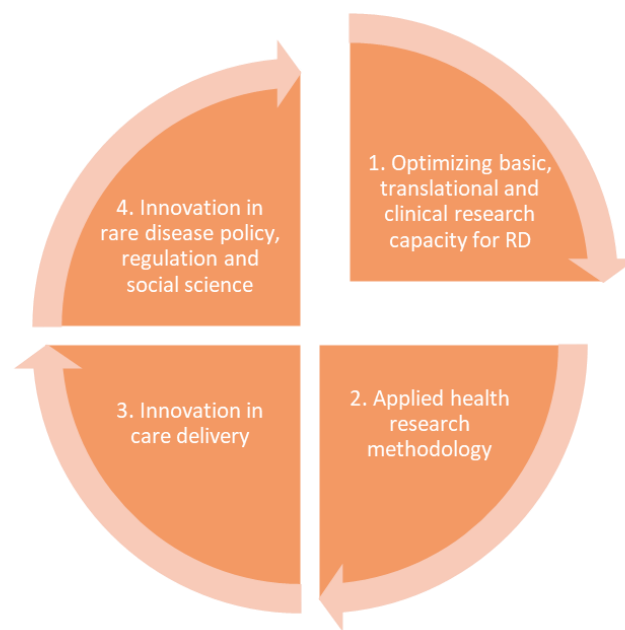 1. Optimizing basic,
translational and
clinical research
capacity for RD
2. Applied health
research
methodology
3. Innovation in
care delivery
4. Innovation in
rare disease policy,
regulation and
social science